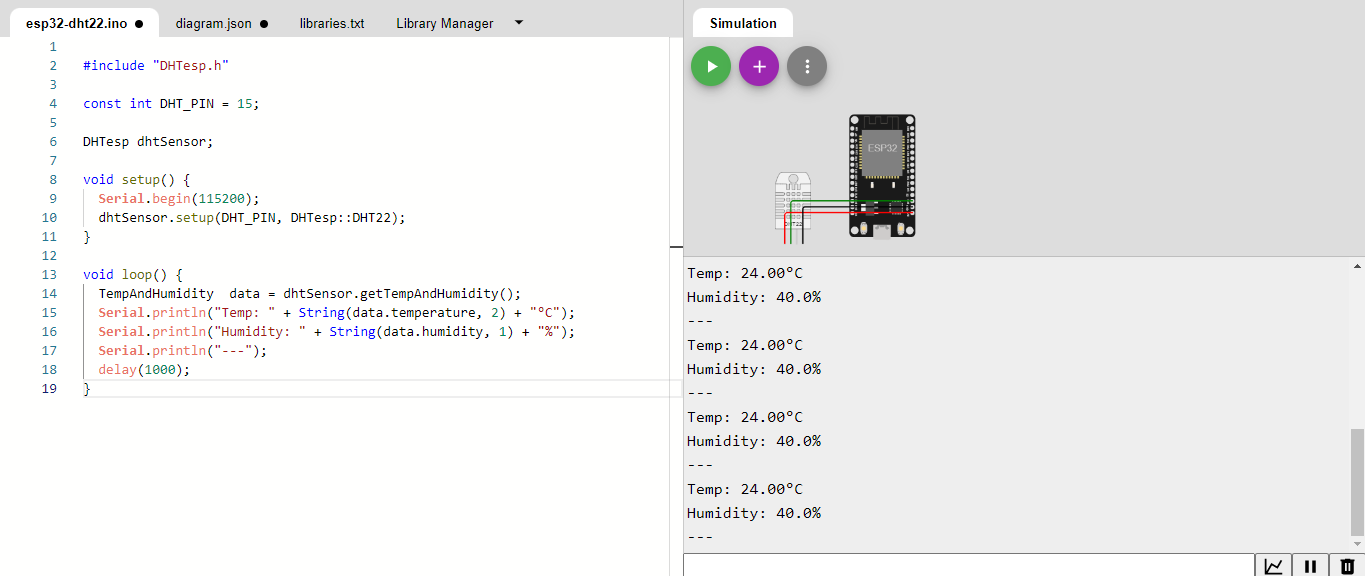 esp32-dht22.ino ● diagram.json ● libraries.txt Library Manager
1
2 #include "DHTesp.h"
3
4 const int DHT_PIN = 15;
5
6 DHTesp dhtSensor;
7
8 void setup() {
9 Serial.begin(115200);
10 dhtSensor.setup(DHT_PIN, DHTesp::DHT22);
11 }
12
13 void loop() {
14 TempAndHumidity  data = dhtSensor.getTempAndHumidity();
15 Serial.println("Temp: " + String(data.temperature, 2) + "°C");
16 Serial.println("Humidity: " + String(data.humidity, 1) + "%");
17 Serial.println("---");
18 delay(1000);
19 }
Simulation
ESP32
DHT22
Temp: 24.00°C
Humidity: 40.0%
---
Temp: 24.00°C
Humidity: 40.0%
---
Temp: 24.00°C
Humidity: 40.0%
---
Temp: 24.00°C
Humidity: 40.0%
---